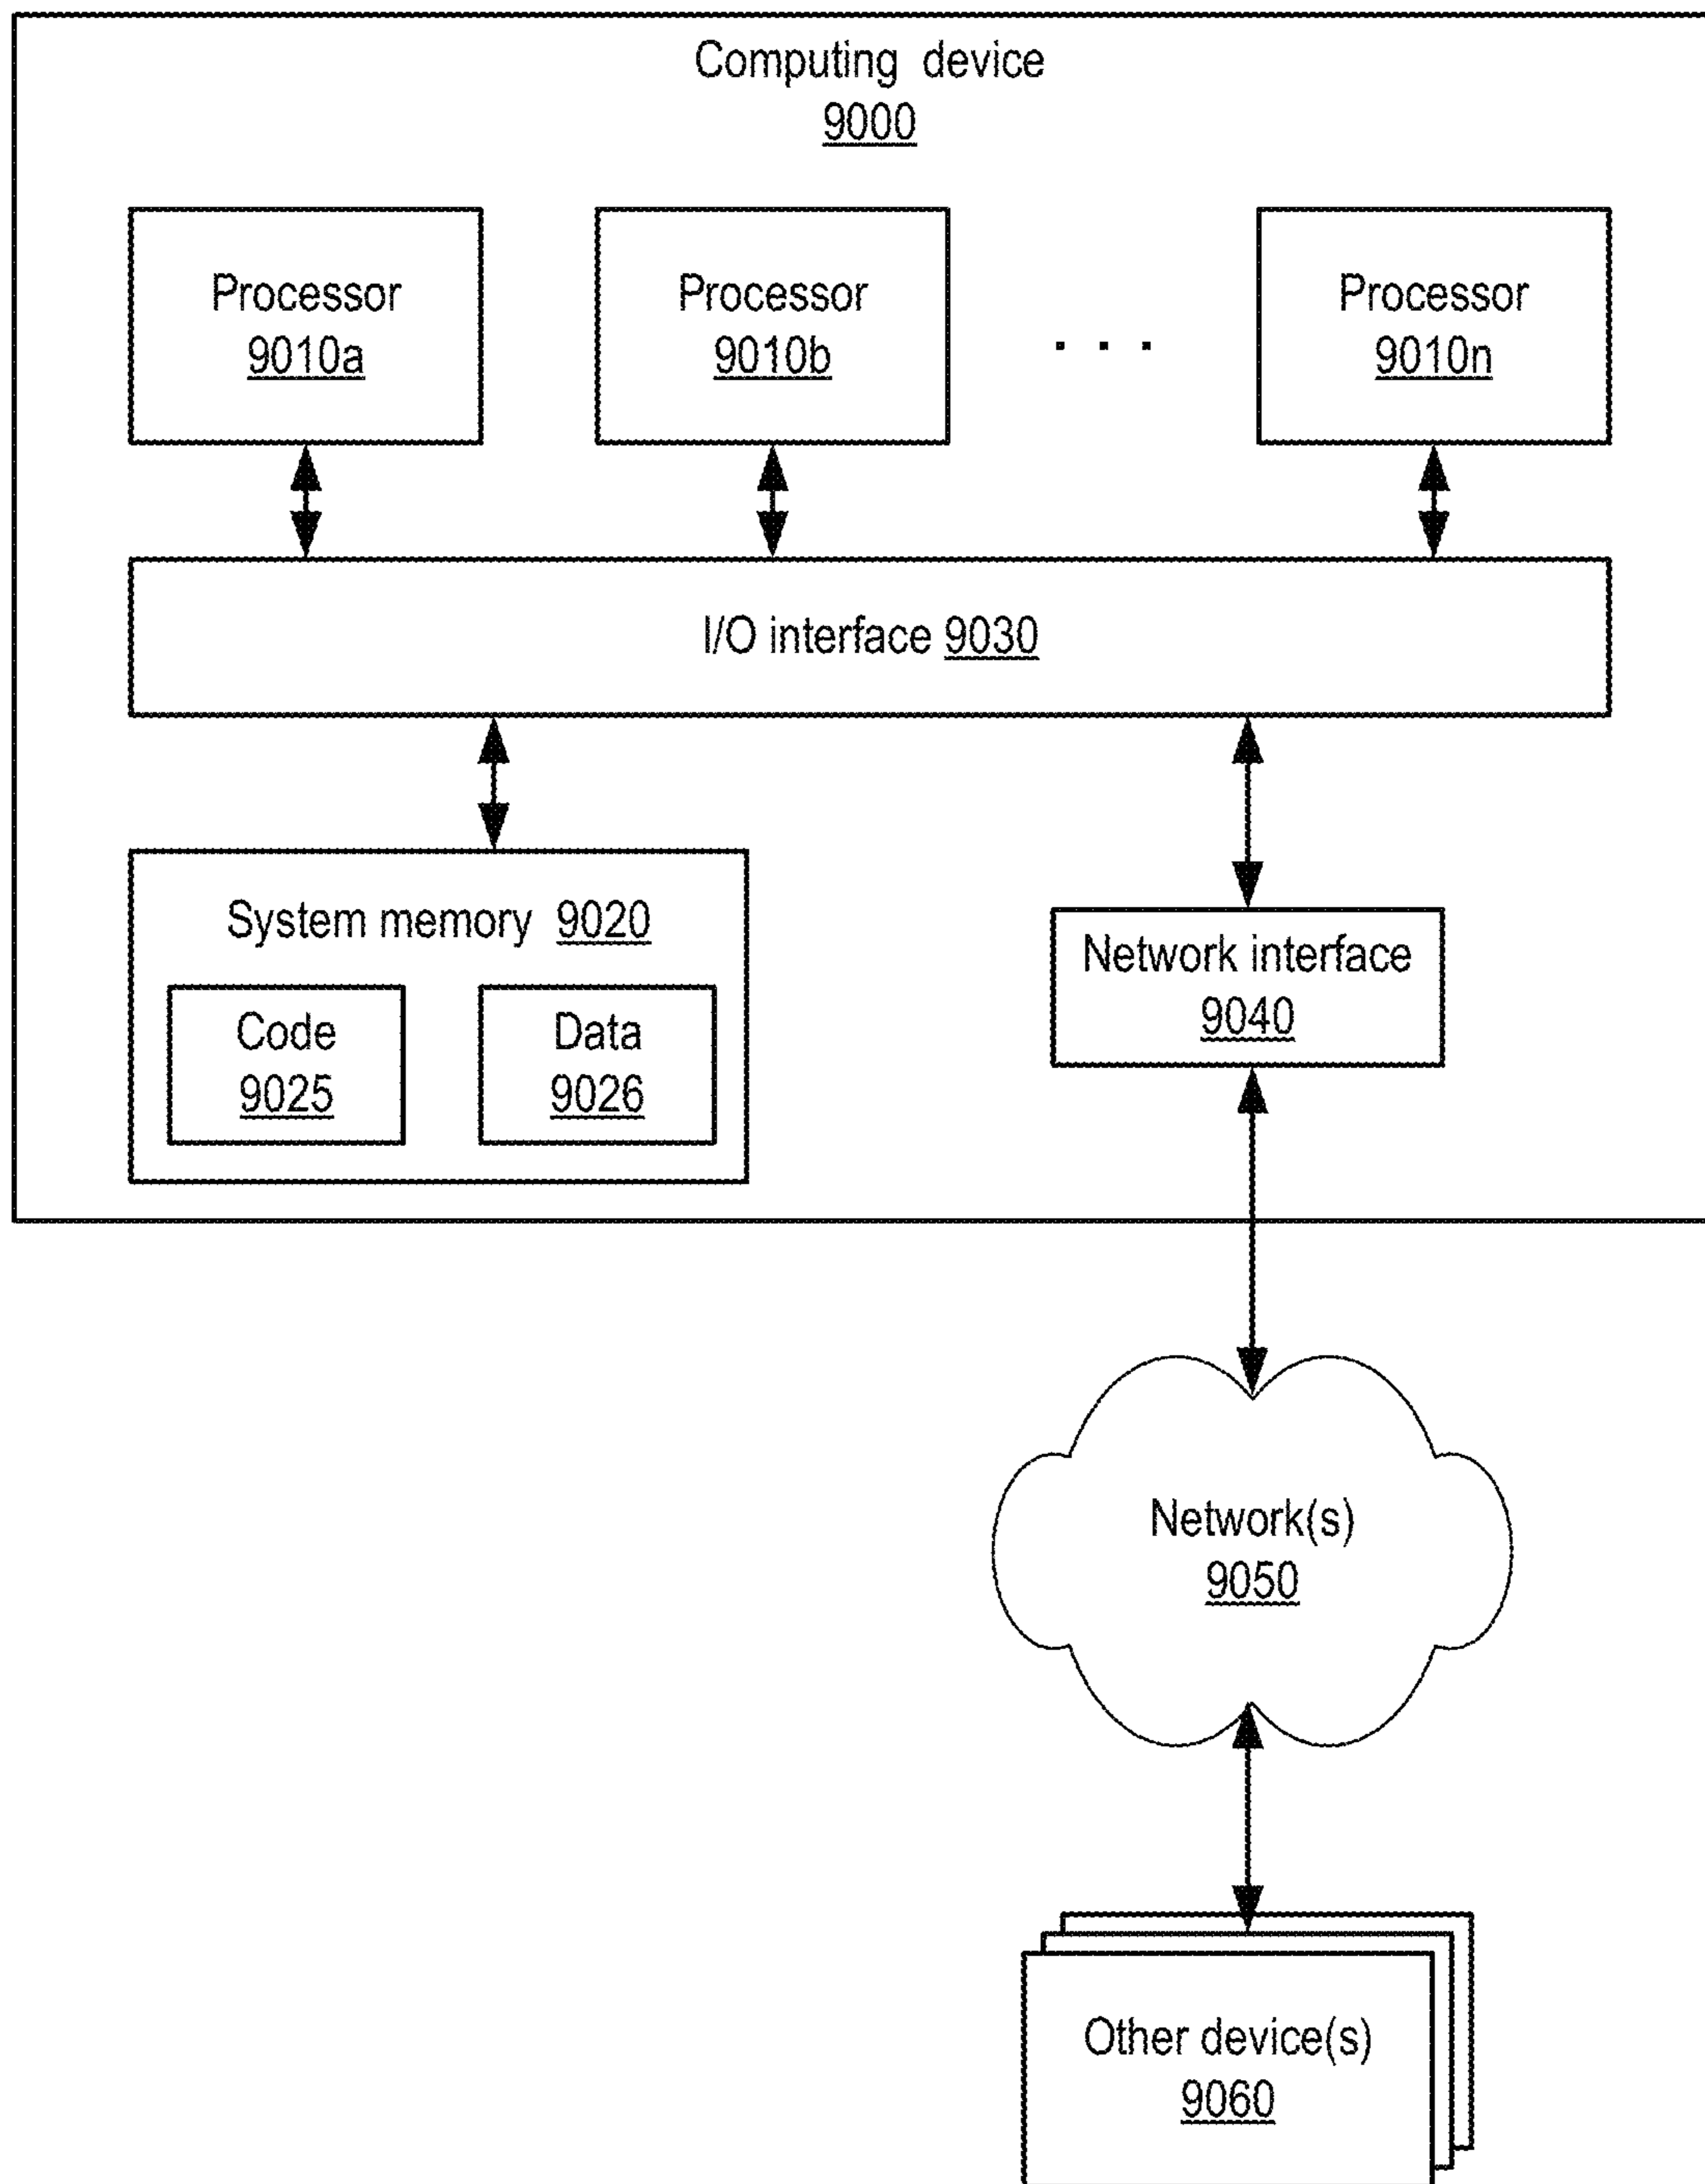 Computing device
9000
Processor
9010a
Processor
9010b
. . .
Processor
9010n
I/O interface 9030
System memory 9020
Code
9025
Data
9026
Network interface
9040
Network(s)
9050
Other device(s)
9060